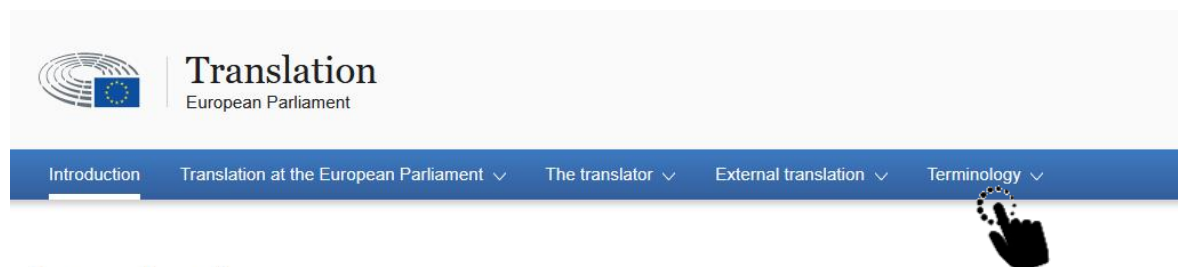 Translation
European Parliament
Introduction Translation at the European Parliament The translator External translation Terminology